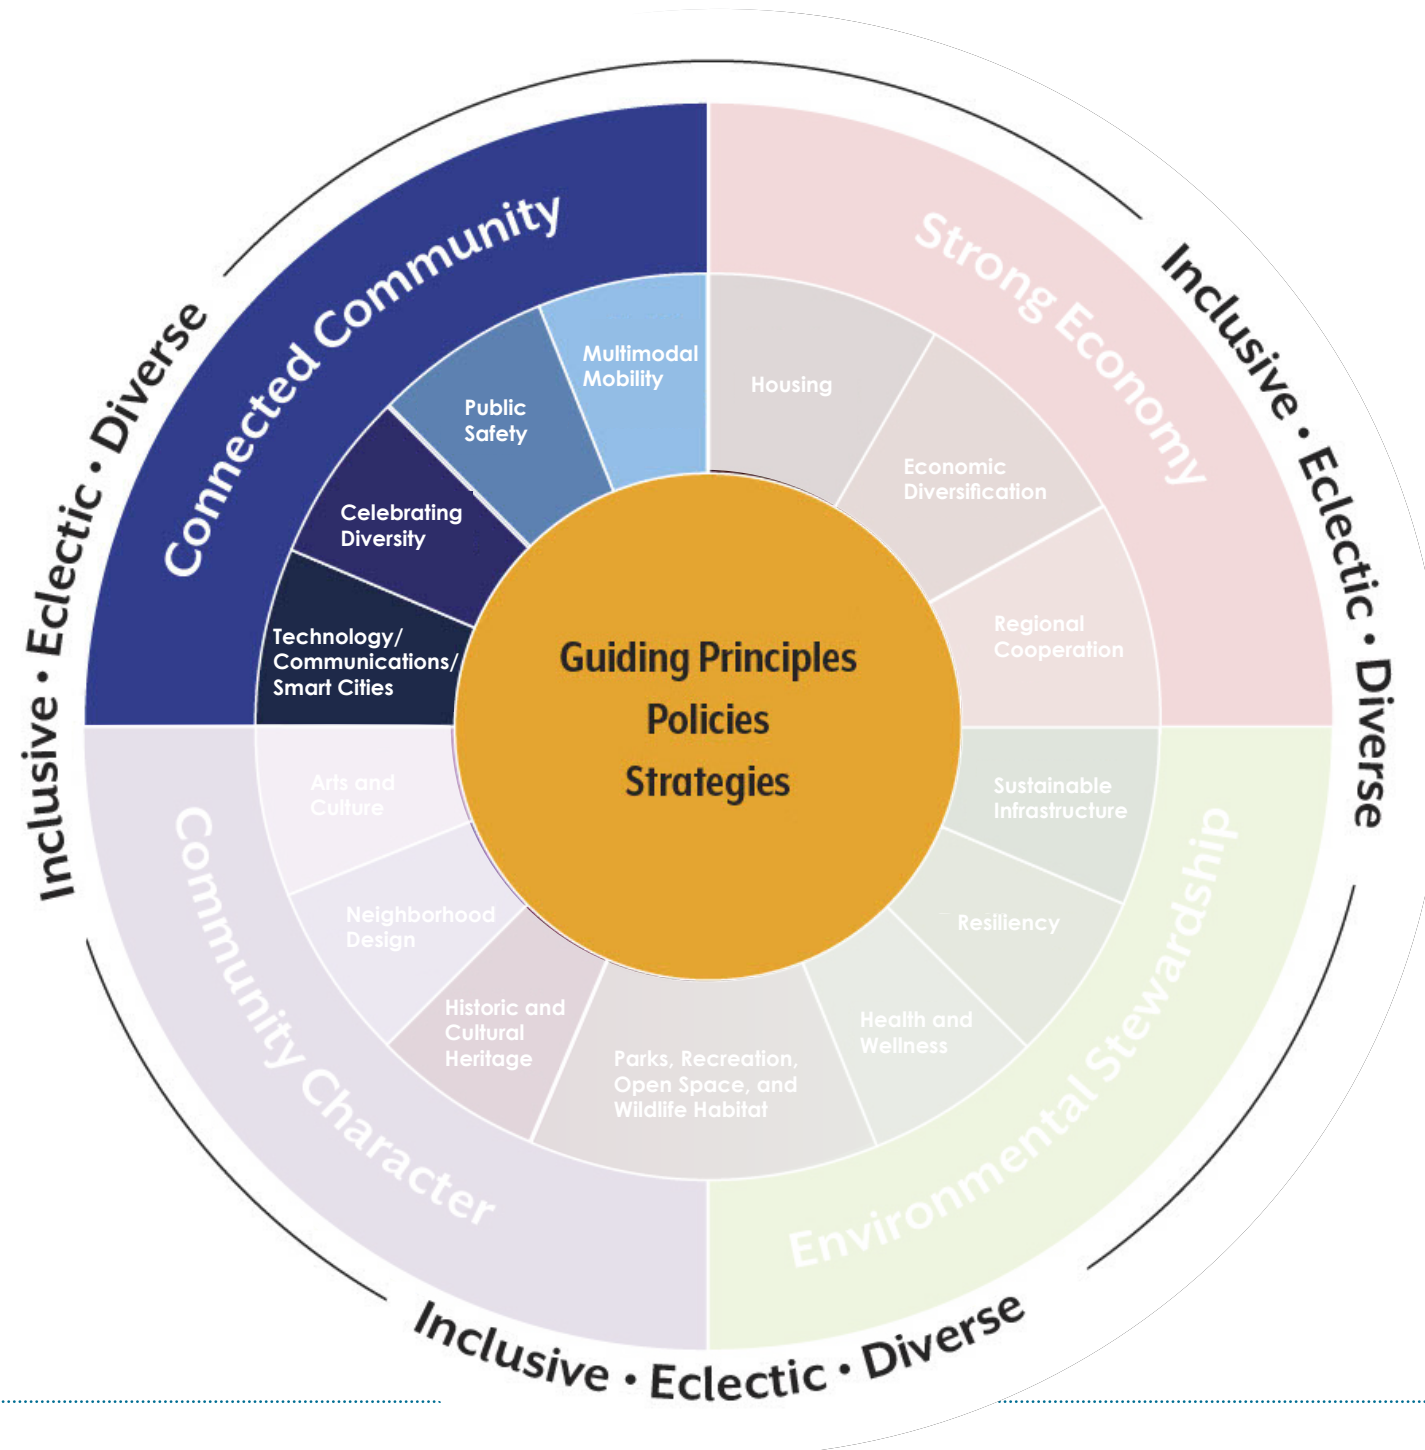 Inclusive • Eclectic • Diverse
Inclusive • Eclectic • Diverse
Inclusive • Eclectic • Diverse
Connected Community
Multimodal
Mobility
Public
Safety
Celebrating
Diversity
Technology/
Communications/
Smart Cities
Strong Economy
Housing
Economic
Diversification
Regional
Cooperation
Guiding Principles
Policies
Strategies
Environmental Stewardship
Sustainable
Infrastructure
Resiliency
Health and
Wellness
Parks, Recreation,
Open Space, and
Wildlife Habitat
Community Character
Arts and
Culture
Neighborhood
Design
Historic and
Cultural
Heritage